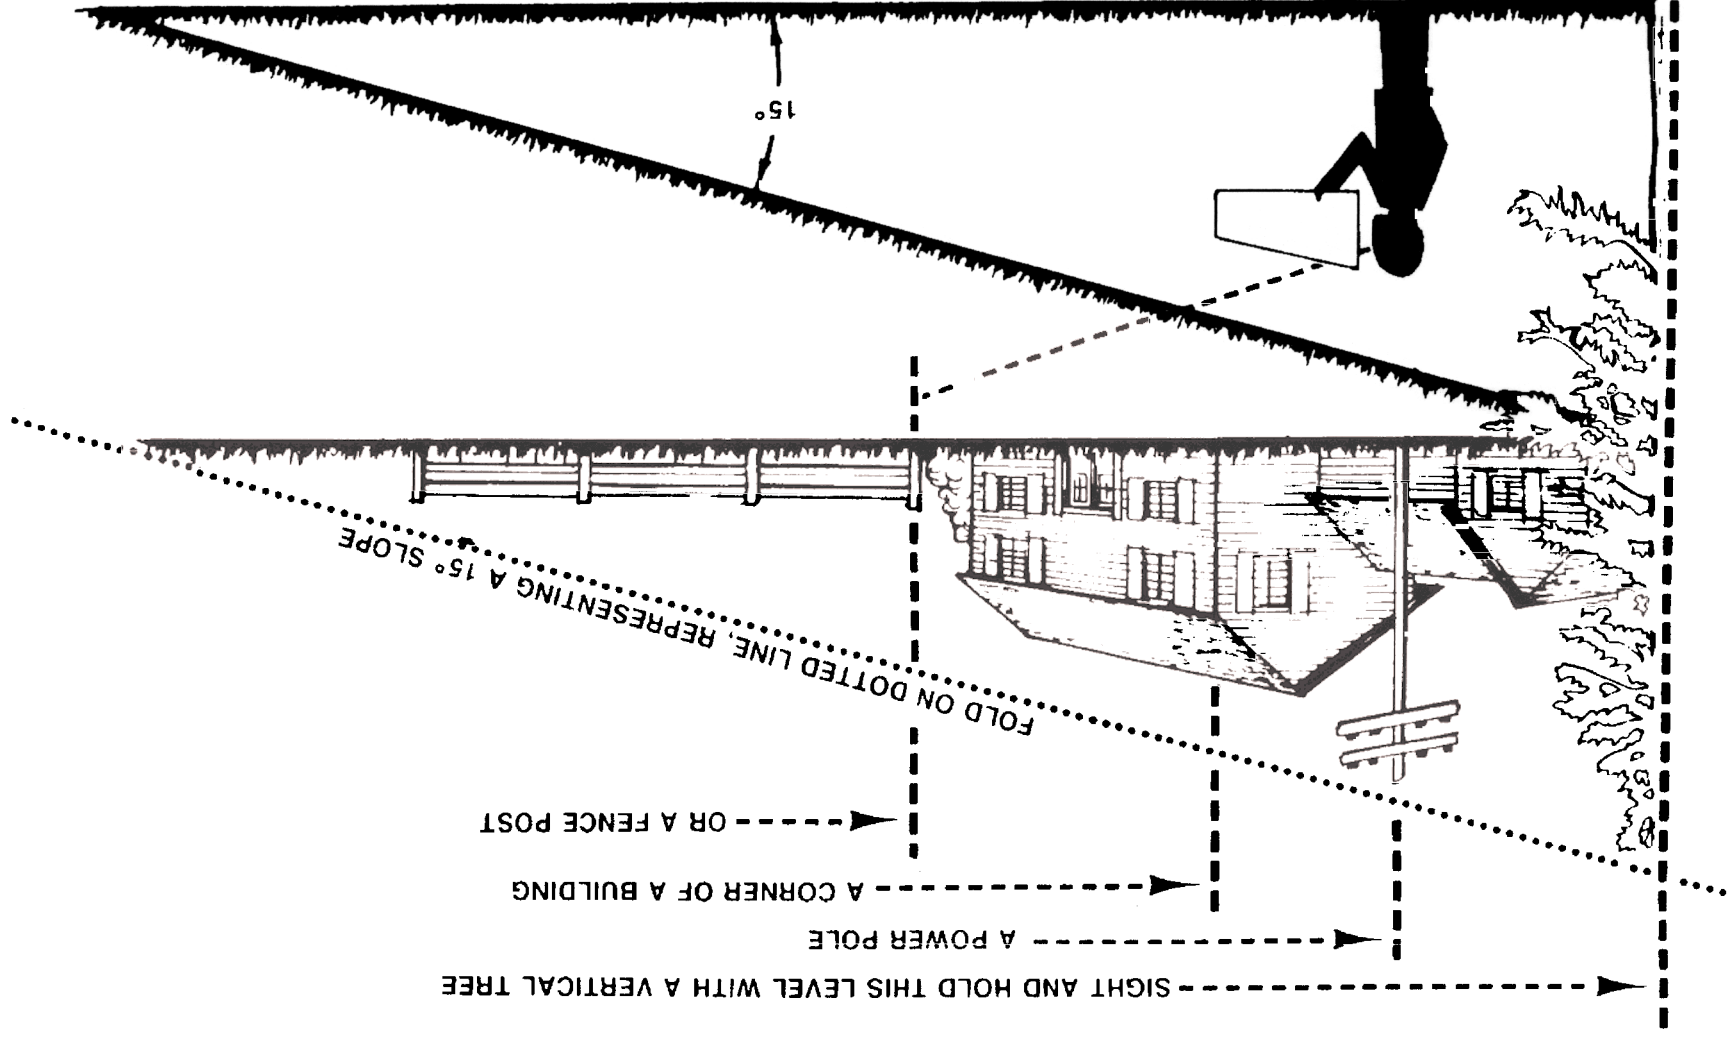 SIGHT AND HOLD THIS LEVEL WITH A VERTICAL TREE
A POWER POLE
A CORNER OF A BUILDING
OR A FENCE POST
FOLD ON DOTTED LINE, REPRESENTING A 15° SLOPE
15°